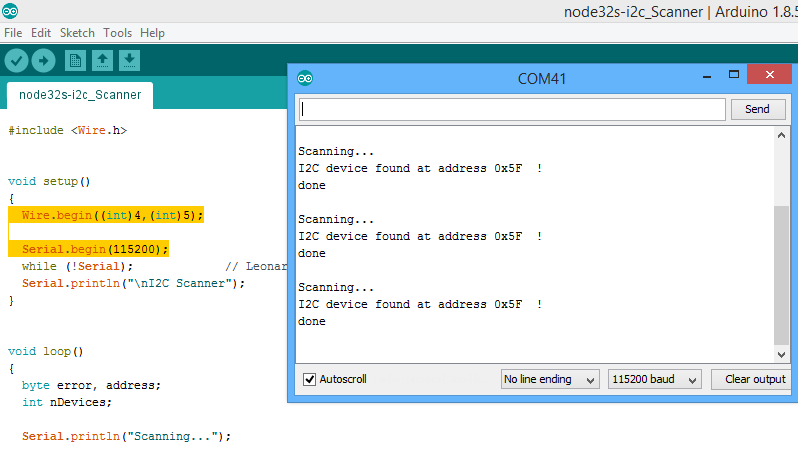 node32s-i2c_Scanner | Arduino 1.8.5
File Edit Sketch Tools Help
node32s-i2c_Scanner
#include <Wire.h>
void setup()
{
Wire.begin((int)4,(int)5);
Serial.begin(115200);
while (!Serial); // Leonar
Serial.println("\nI2C Scanner");
}
void loop()
{
byte error, address;
int nDevices;
Serial.println("Scanning...");
COM41
Send
Scanning...
I2C device found at address 0x5F !
done
Scanning...
I2C device found at address 0x5F !
done
Scanning...
I2C device found at address 0x5F !
done
Autoscroll
No line ending
115200 baud
Clear output